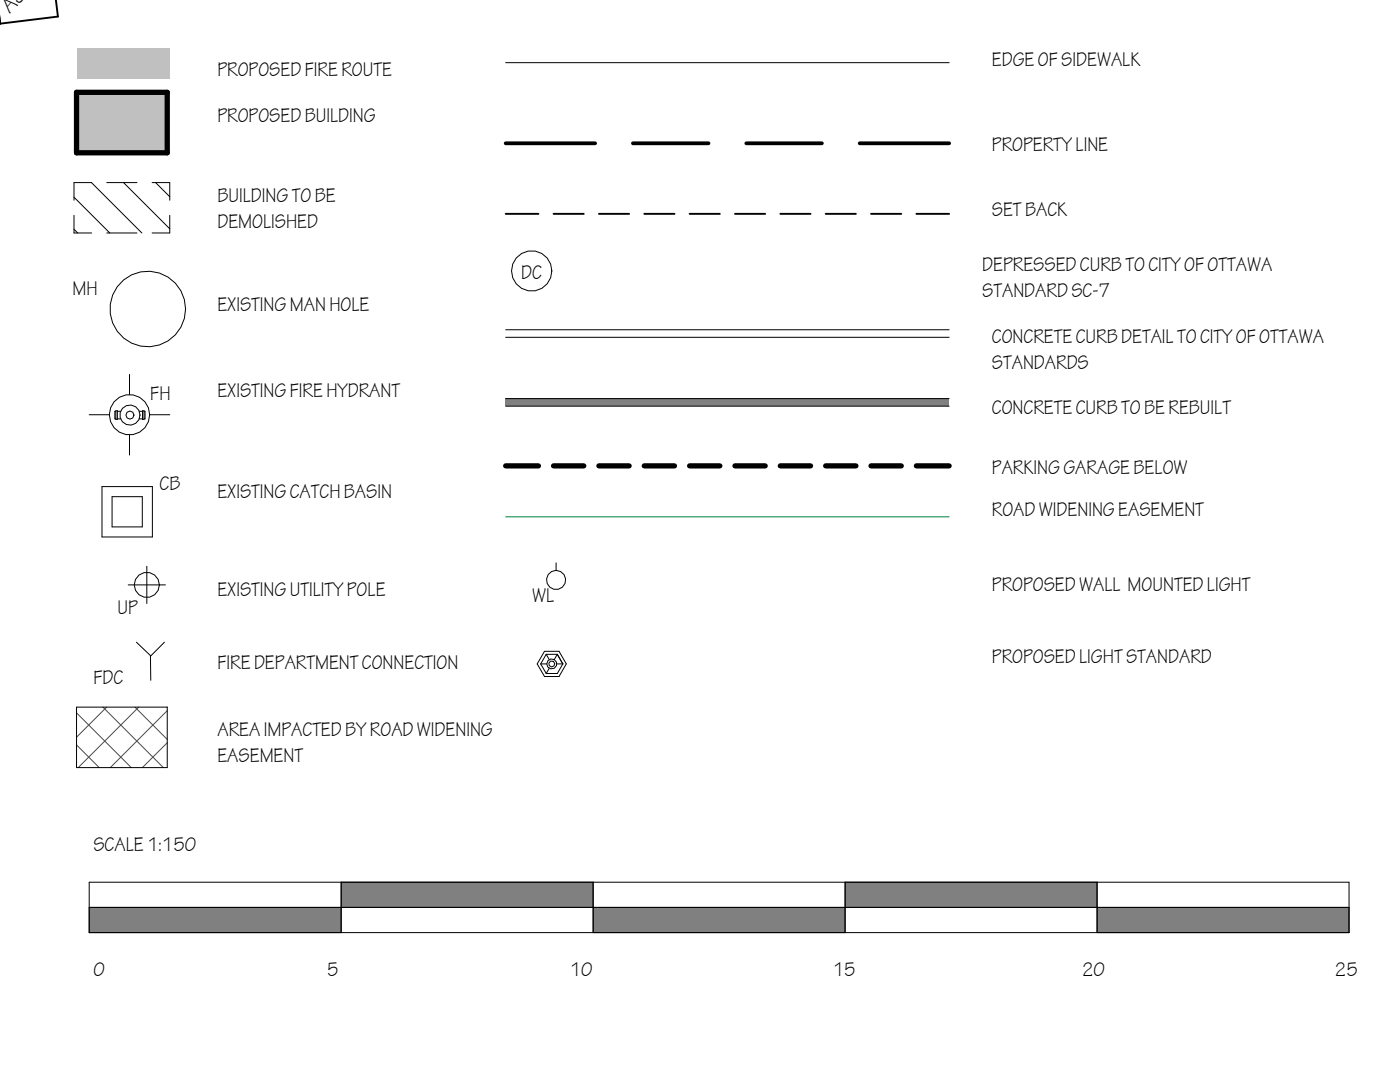 PROPOSED FIRE ROUTE
PROPOSED BUILDING
BUILDING TO BE
DEMOLISHED
MH
EXISTING MAN HOLE
FH
EXISTING FIRE HYDRANT
CB
EXISTING CATCH BASIN
UP
EXISTING UTILITY POLE
FDC
FIRE DEPARTMENT CONNECTION
AREA IMPACTED BY ROAD WIDENING
EASEMENT
EDGE OF SIDEWALK
PROPERTY LINE
SET BACK
DC
DEPRESSED CURB TO CITY OF OTTAWA
STANDARD SC-7
CONCRETE CURB DETAIL TO CITY OF OTTAWA
STANDARDS
CONCRETE CURB TO BE REBUILT
PARKING GARAGE BELOW
ROAD WIDENING EASEMENT
WL
PROPOSED WALL MOUNTED LIGHT
PROPOSED LIGHT STANDARD
SCALE 1:150
0 5 10 15 20 25